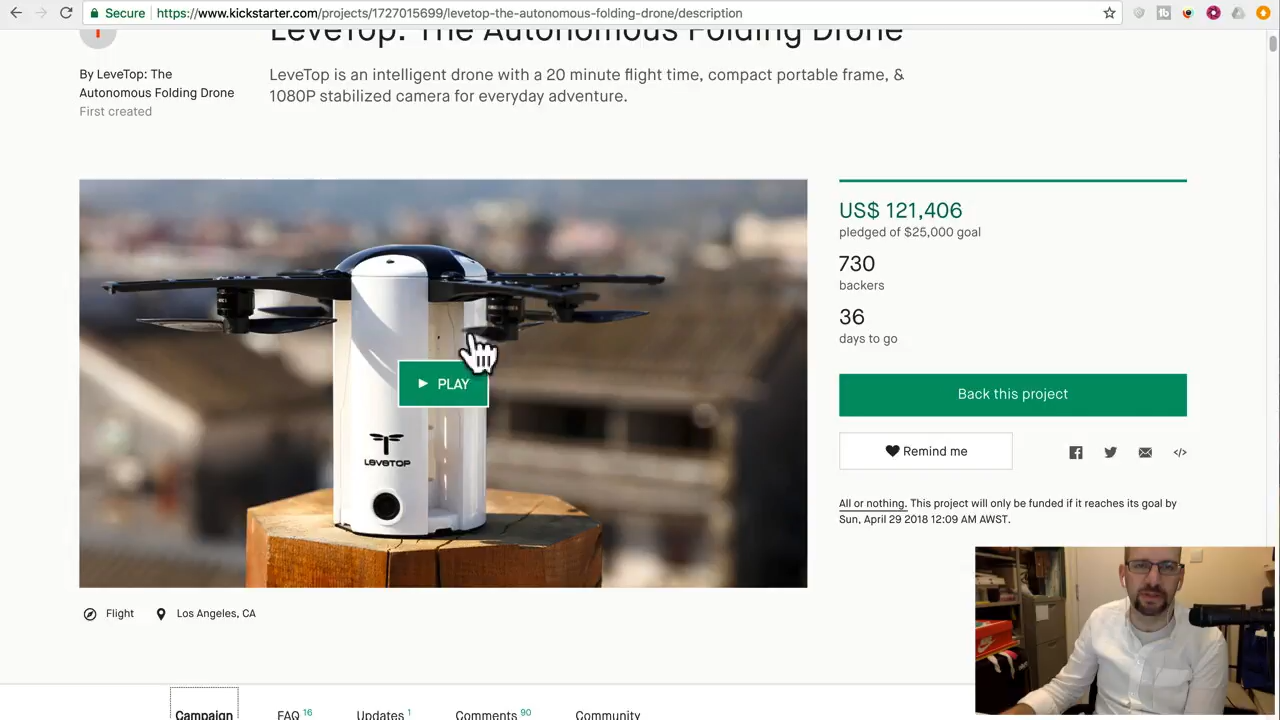 Secure https://www.kickstarter.com/projects/1727015699/levetop-the-autonomous-folding-drone/description
LeveTop: The Autonomous Folding Drone
By LeveTop: The
Autonomous Folding Drone
First created
LeveTop is an intelligent drone with a 20 minute flight time, compact portable frame, &
1080P stabilized camera for everyday adventure.
US$ 121,406
pledged of $25,000 goal
730
backers
36
days to go
PLAY
LEVETOP
Back this project
Remind me
All or nothing. This project will only be funded if it reaches its goal by
Sun, April 29 2018 12:09 AM AWST.
Flight Los Angeles, CA
Campaign FAQ 16 Updates 1 Comments 90 Community